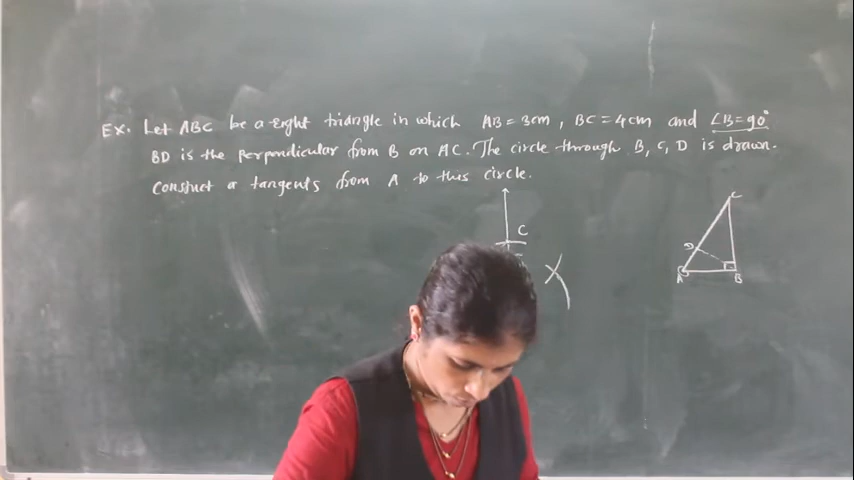 Ex. Let ABC be a right triangle in which AB = 3cm, BC = 4cm and ∠B = 90°
BD is the perpendicular from B on AC. The circle through B, C, D is drawn.
Construct a tangents from A to this circle.
C
C
D
A B